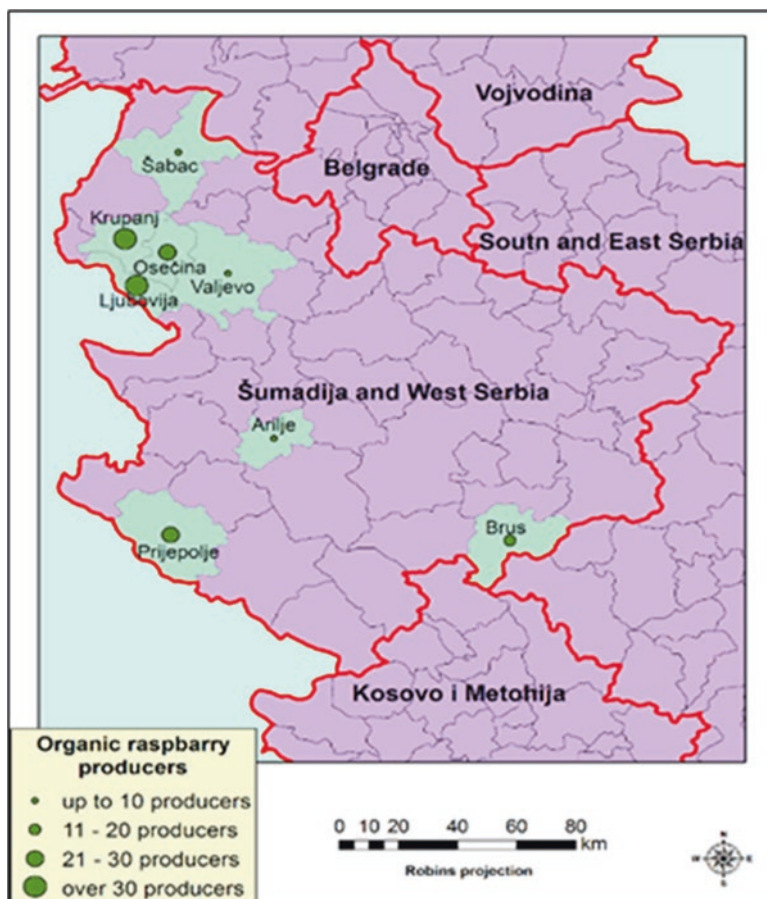 Vojvodina
Belgrade
Šabac
Krupanj
Soutn and East Serbia
Osečina
Valjevo
Ljubovija
Šumadija and West Serbia
Arilje
Brus
Prijepolje
Kosovo i Metohija
Organic raspbarry
producers
up to 10 producers
11 - 20 producers
21 - 30 producers
over 30 producers
0 20 40 60 80
km
Robins projection
N
W E
S